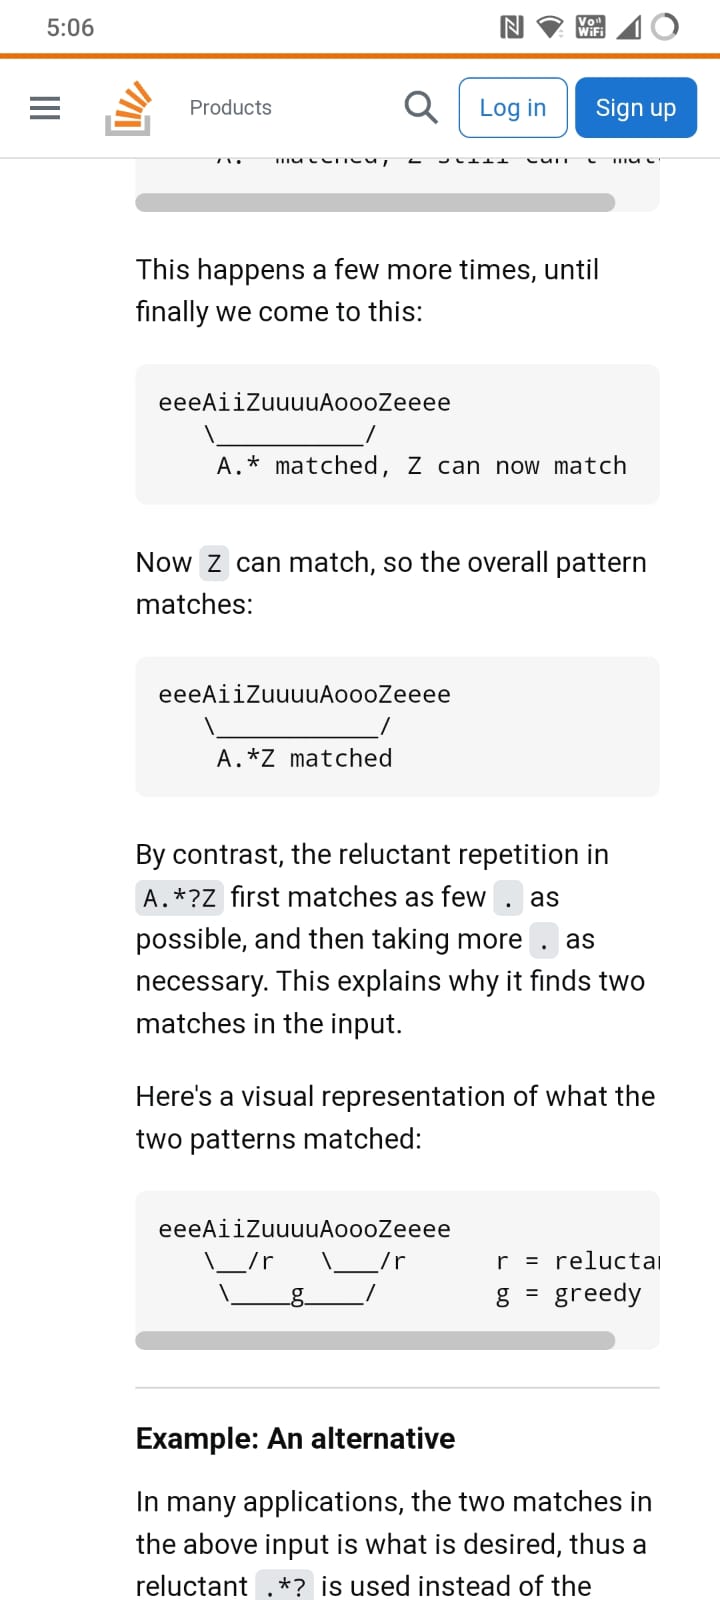 5:06
Vo))
WiFi
Products
Log in
Sign up
This happens a few more times, until
finally we come to this:
eeeAiiZuuuuAoooZeeee
\__________/
A.* matched, Z can now match
Now Z can match, so the overall pattern
matches:
eeeAiiZuuuuAoooZeeee
\___________/
A.*Z matched
By contrast, the reluctant repetition in
A.*?Z first matches as few . as
possible, and then taking more . as
necessary. This explains why it finds two
matches in the input.
Here's a visual representation of what the
two patterns matched:
eeeAiiZuuuuAoooZeeee
\__/r   \___/r      r = relucta
\____g____/        g = greedy
Example: An alternative
In many applications, the two matches in
the above input is what is desired, thus a
reluctant .*? is used instead of the